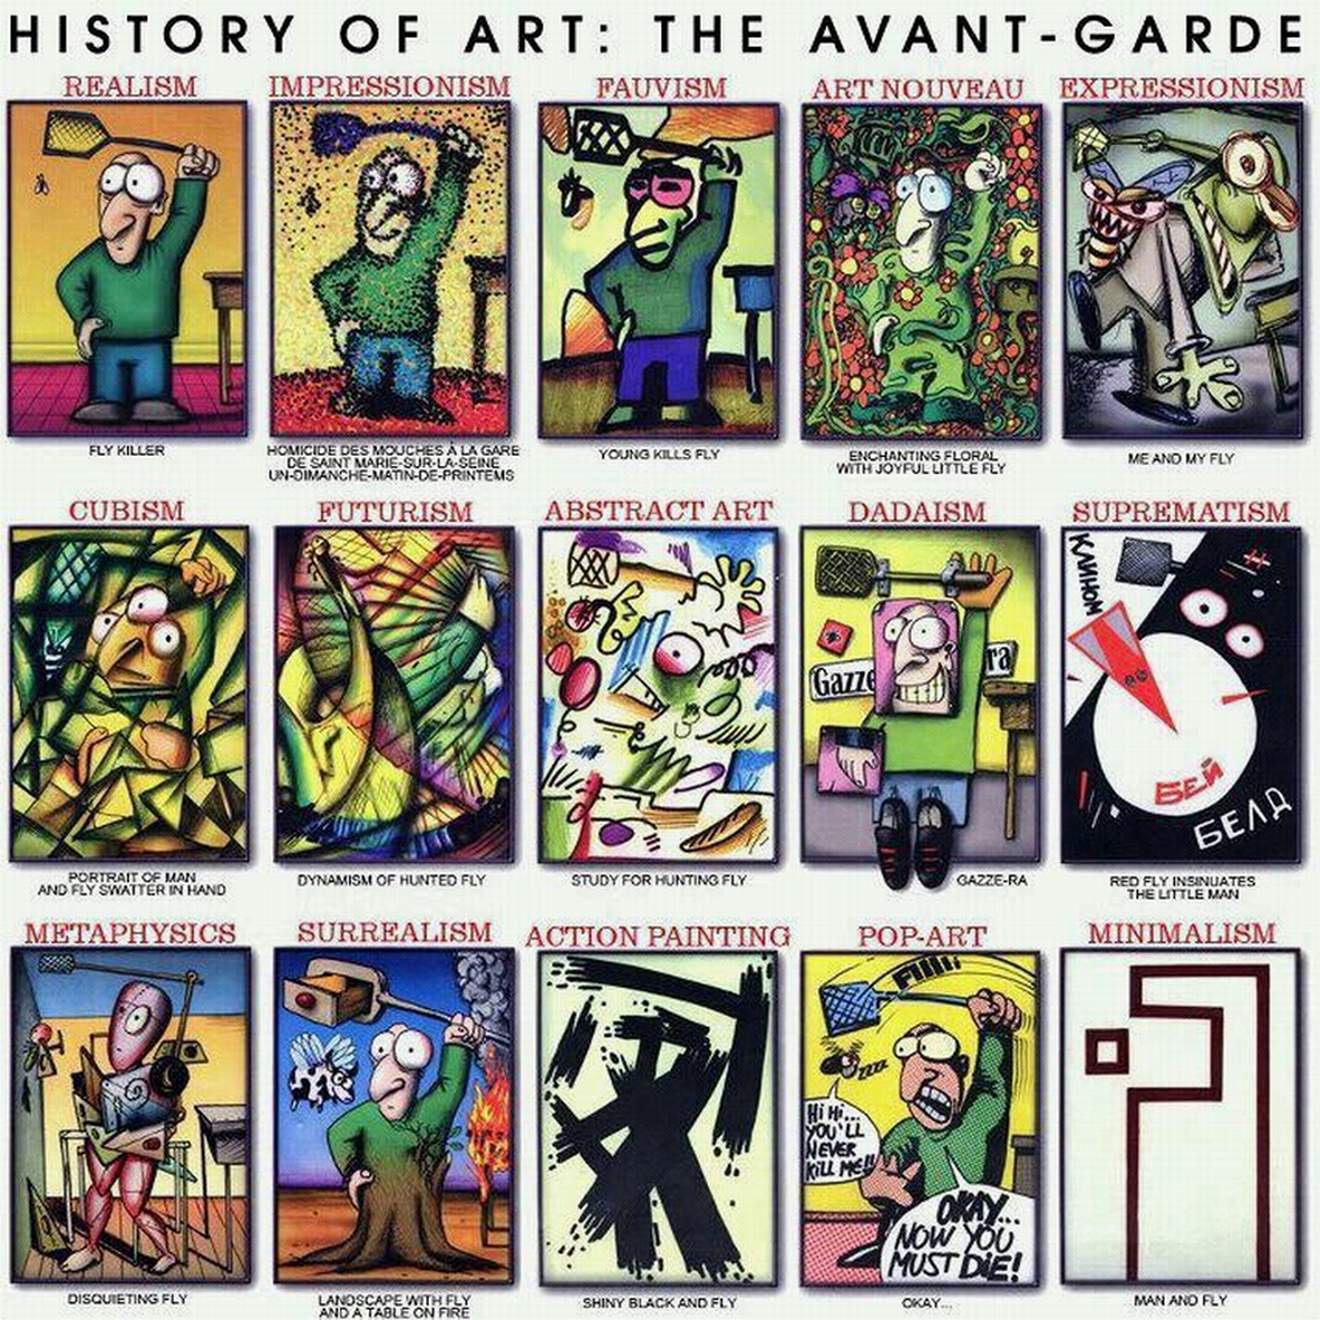 HISTORY OF ART: THE AVANT-GARDE
REALISM
IMPRESSIONISM
FAUVISM
ART NOUVEAU
EXPRESSIONISM
FLY KILLER
HOMICIDE DES MOUCHES À LA GARE
DE SAINT MARIE-SUR-LA-SEINE
UN-DIMANCHE-MATIN-DE-PRINTEMS
YOUNG KILLS FLY
ENCHANTING FLORAL
WITH JOYFUL LITTLE FLY
ME AND MY FLY
CUBISM
FUTURISM
ABSTRACT ART
DADAISM
SUPREMATISM
Gazze
ra
КЛИНОМ
БЕЙ
БЕЛД
PORTRAIT OF MAN
AND FLY SWATTER IN HAND
DYNAMISM OF HUNTED FLY
STUDY FOR HUNTING FLY
GAZZE-RA
RED FLY INSINUATES
THE LITTLE MAN
METAPHYSICS
SURREALISM
ACTION PAINTING
POP-ART
MINIMALISM
FIIII!
ZZZZ
Hi Hi...
YOU'LL
NEVER
KILL ME!!
OKAY...
NOW YOU
MUST DIE!
DISQUIETING FLY
LANDSCAPE WITH FLY
AND A TABLE ON FIRE
SHINY BLACK AND FLY
OKAY...
MAN AND FLY